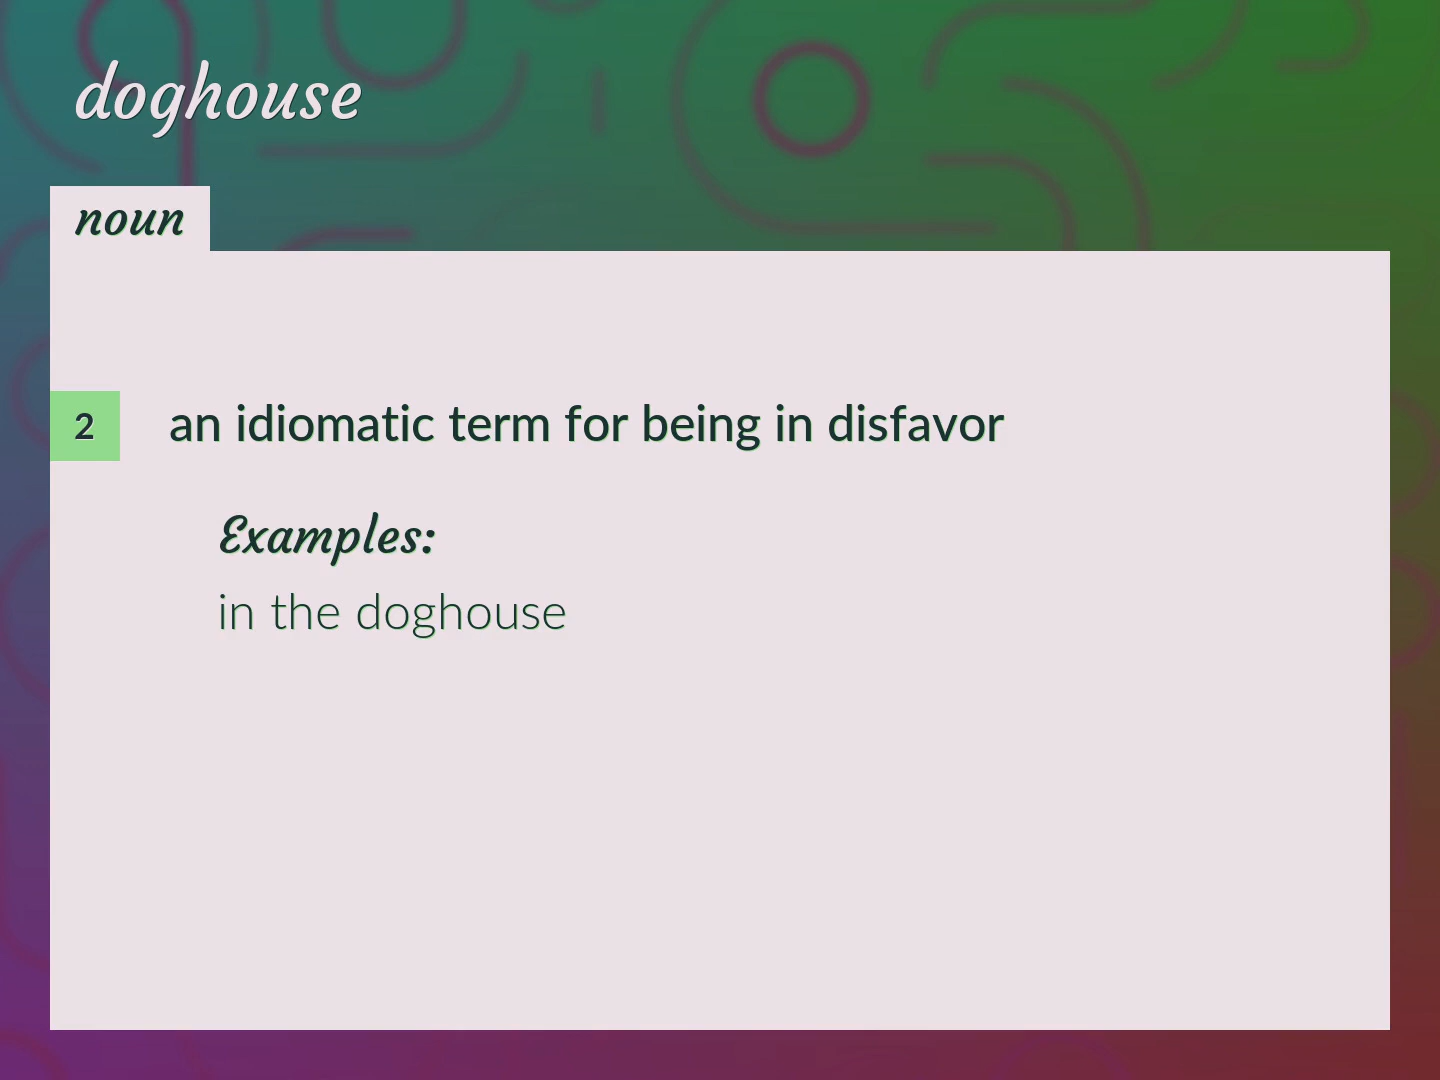 doghouse
noun
2
an idiomatic term for being in disfavor
Examples:
in the doghouse